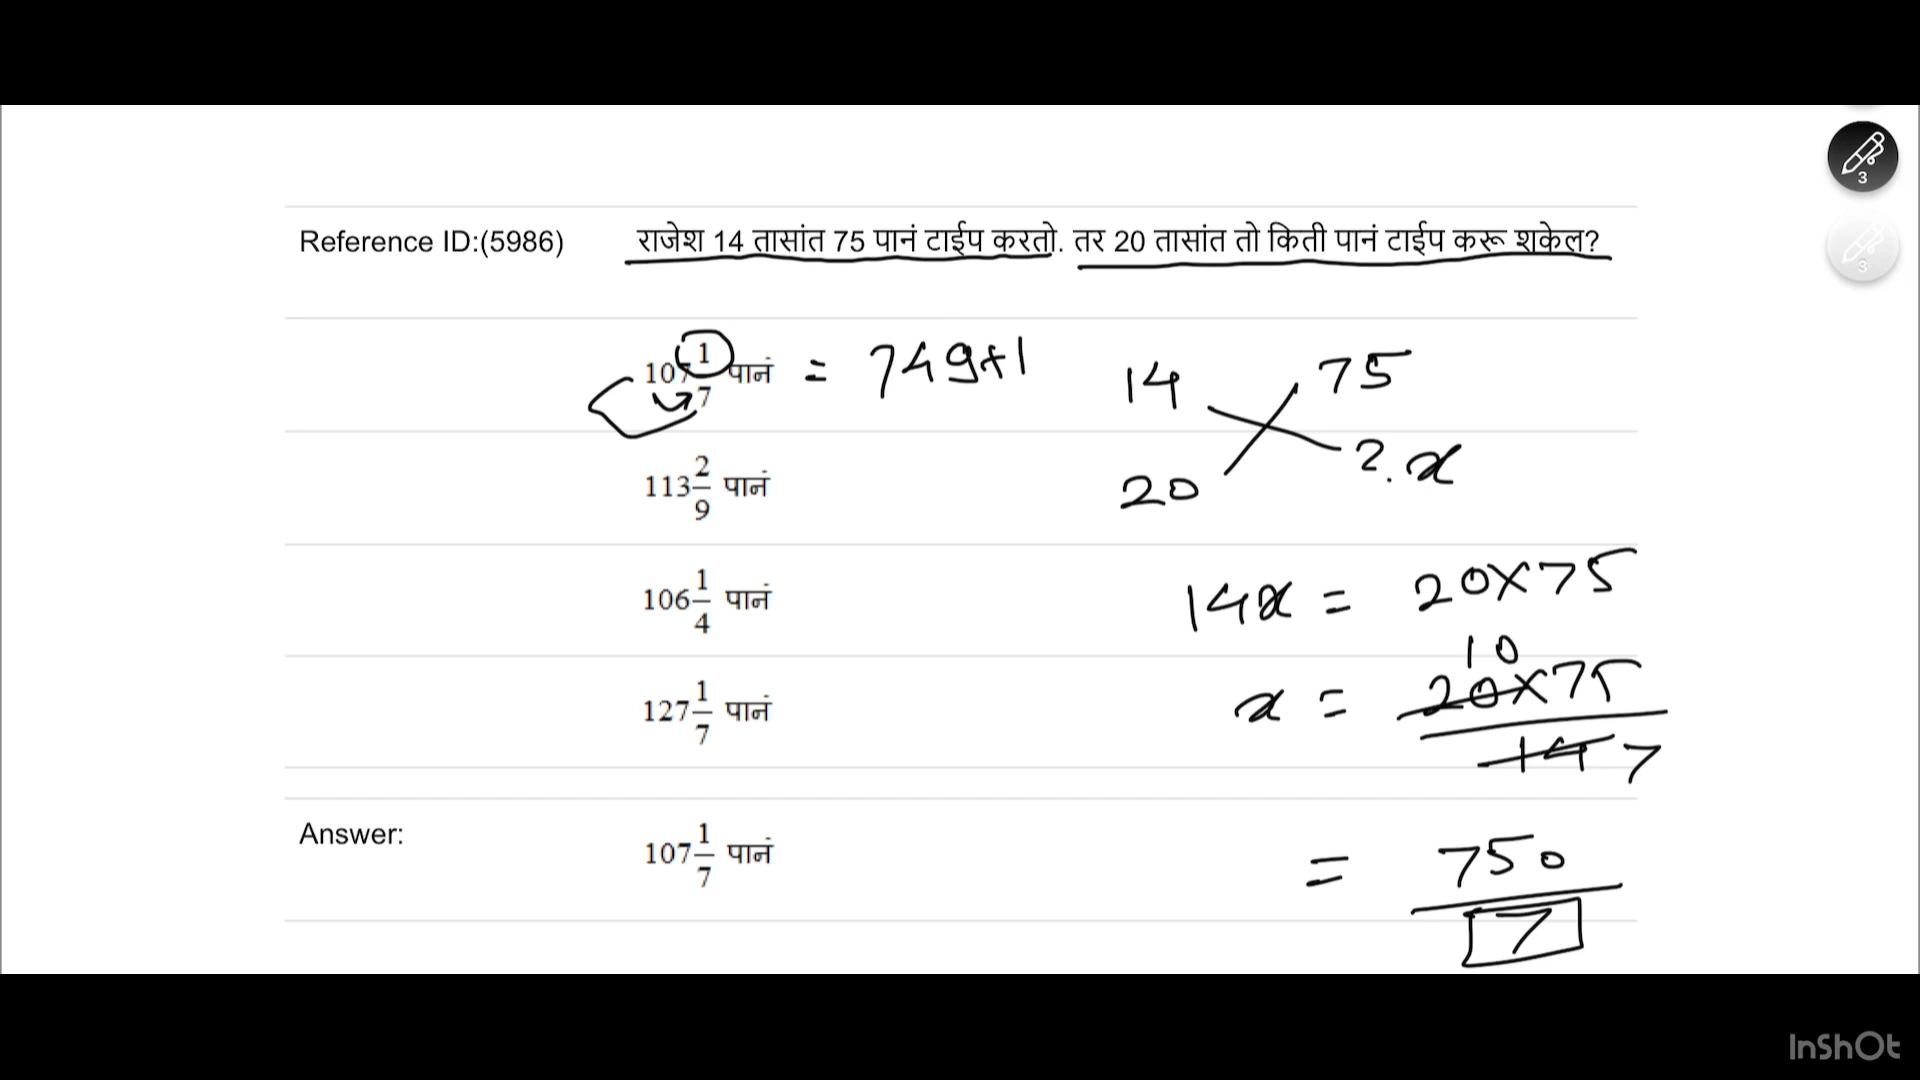 3
Reference ID:(5986) राजेश 14 तासांत 75 पानं टाईप करतो. तर 20 तासांत तो किती पानं टाईप करू शकेल?
3
107 1/7 पानं = 749+1
14 75
113 2/9 पानं
20 ? x
106 1/4 पानं
14x = 20×75
10
127 1/7 पानं
x = 20×75
14 7
Answer: 107 1/7 पानं
= 750
7
InShOt